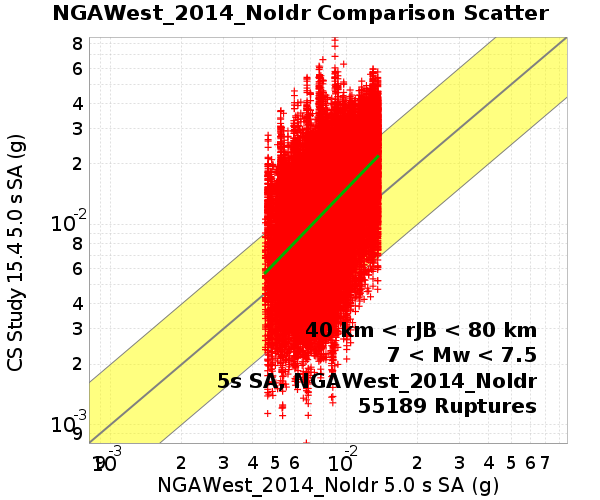 NGAWest_2014_NoIdr Comparison Scatter
8
6
4
3
2
10-2
8
6
4
3
2
10-3
9
CS Study 15.4 5.0 s SA (g)
40 km < rJB < 80 km
7 < Mw < 7.5
5s SA, NGAWest_2014_NoIdr
55189 Ruptures
9 10-3 2 3 4 5 6 10-2 2 3 4 5 6 7
NGAWest_2014_NoIdr 5.0 s SA (g)